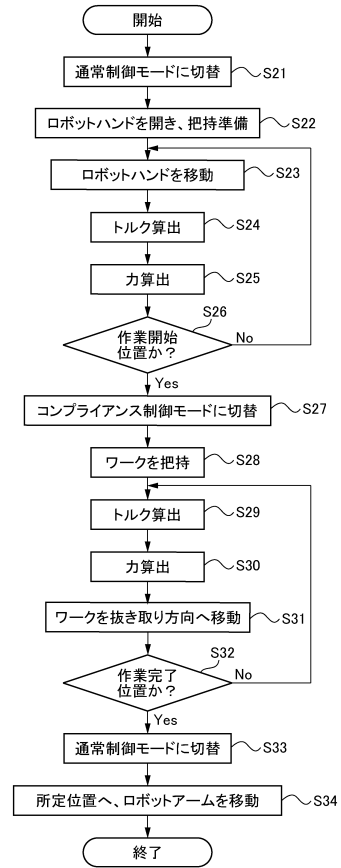 開始
通常制御モードに切替
S21
ロボットハンドを開き、把持準備
S22
ロボットハンドを移動
S23
トルク算出
S24
力算出
S25
S26
作業開始
位置か？
No
Yes
コンプライアンス制御モードに切替
S27
ワークを把持
S28
トルク算出
S29
力算出
S30
ワークを抜き取り方向へ移動
S31
S32
作業完了
位置か？
No
Yes
通常制御モードに切替
S33
所定位置へ、ロボットアームを移動
S34
終了